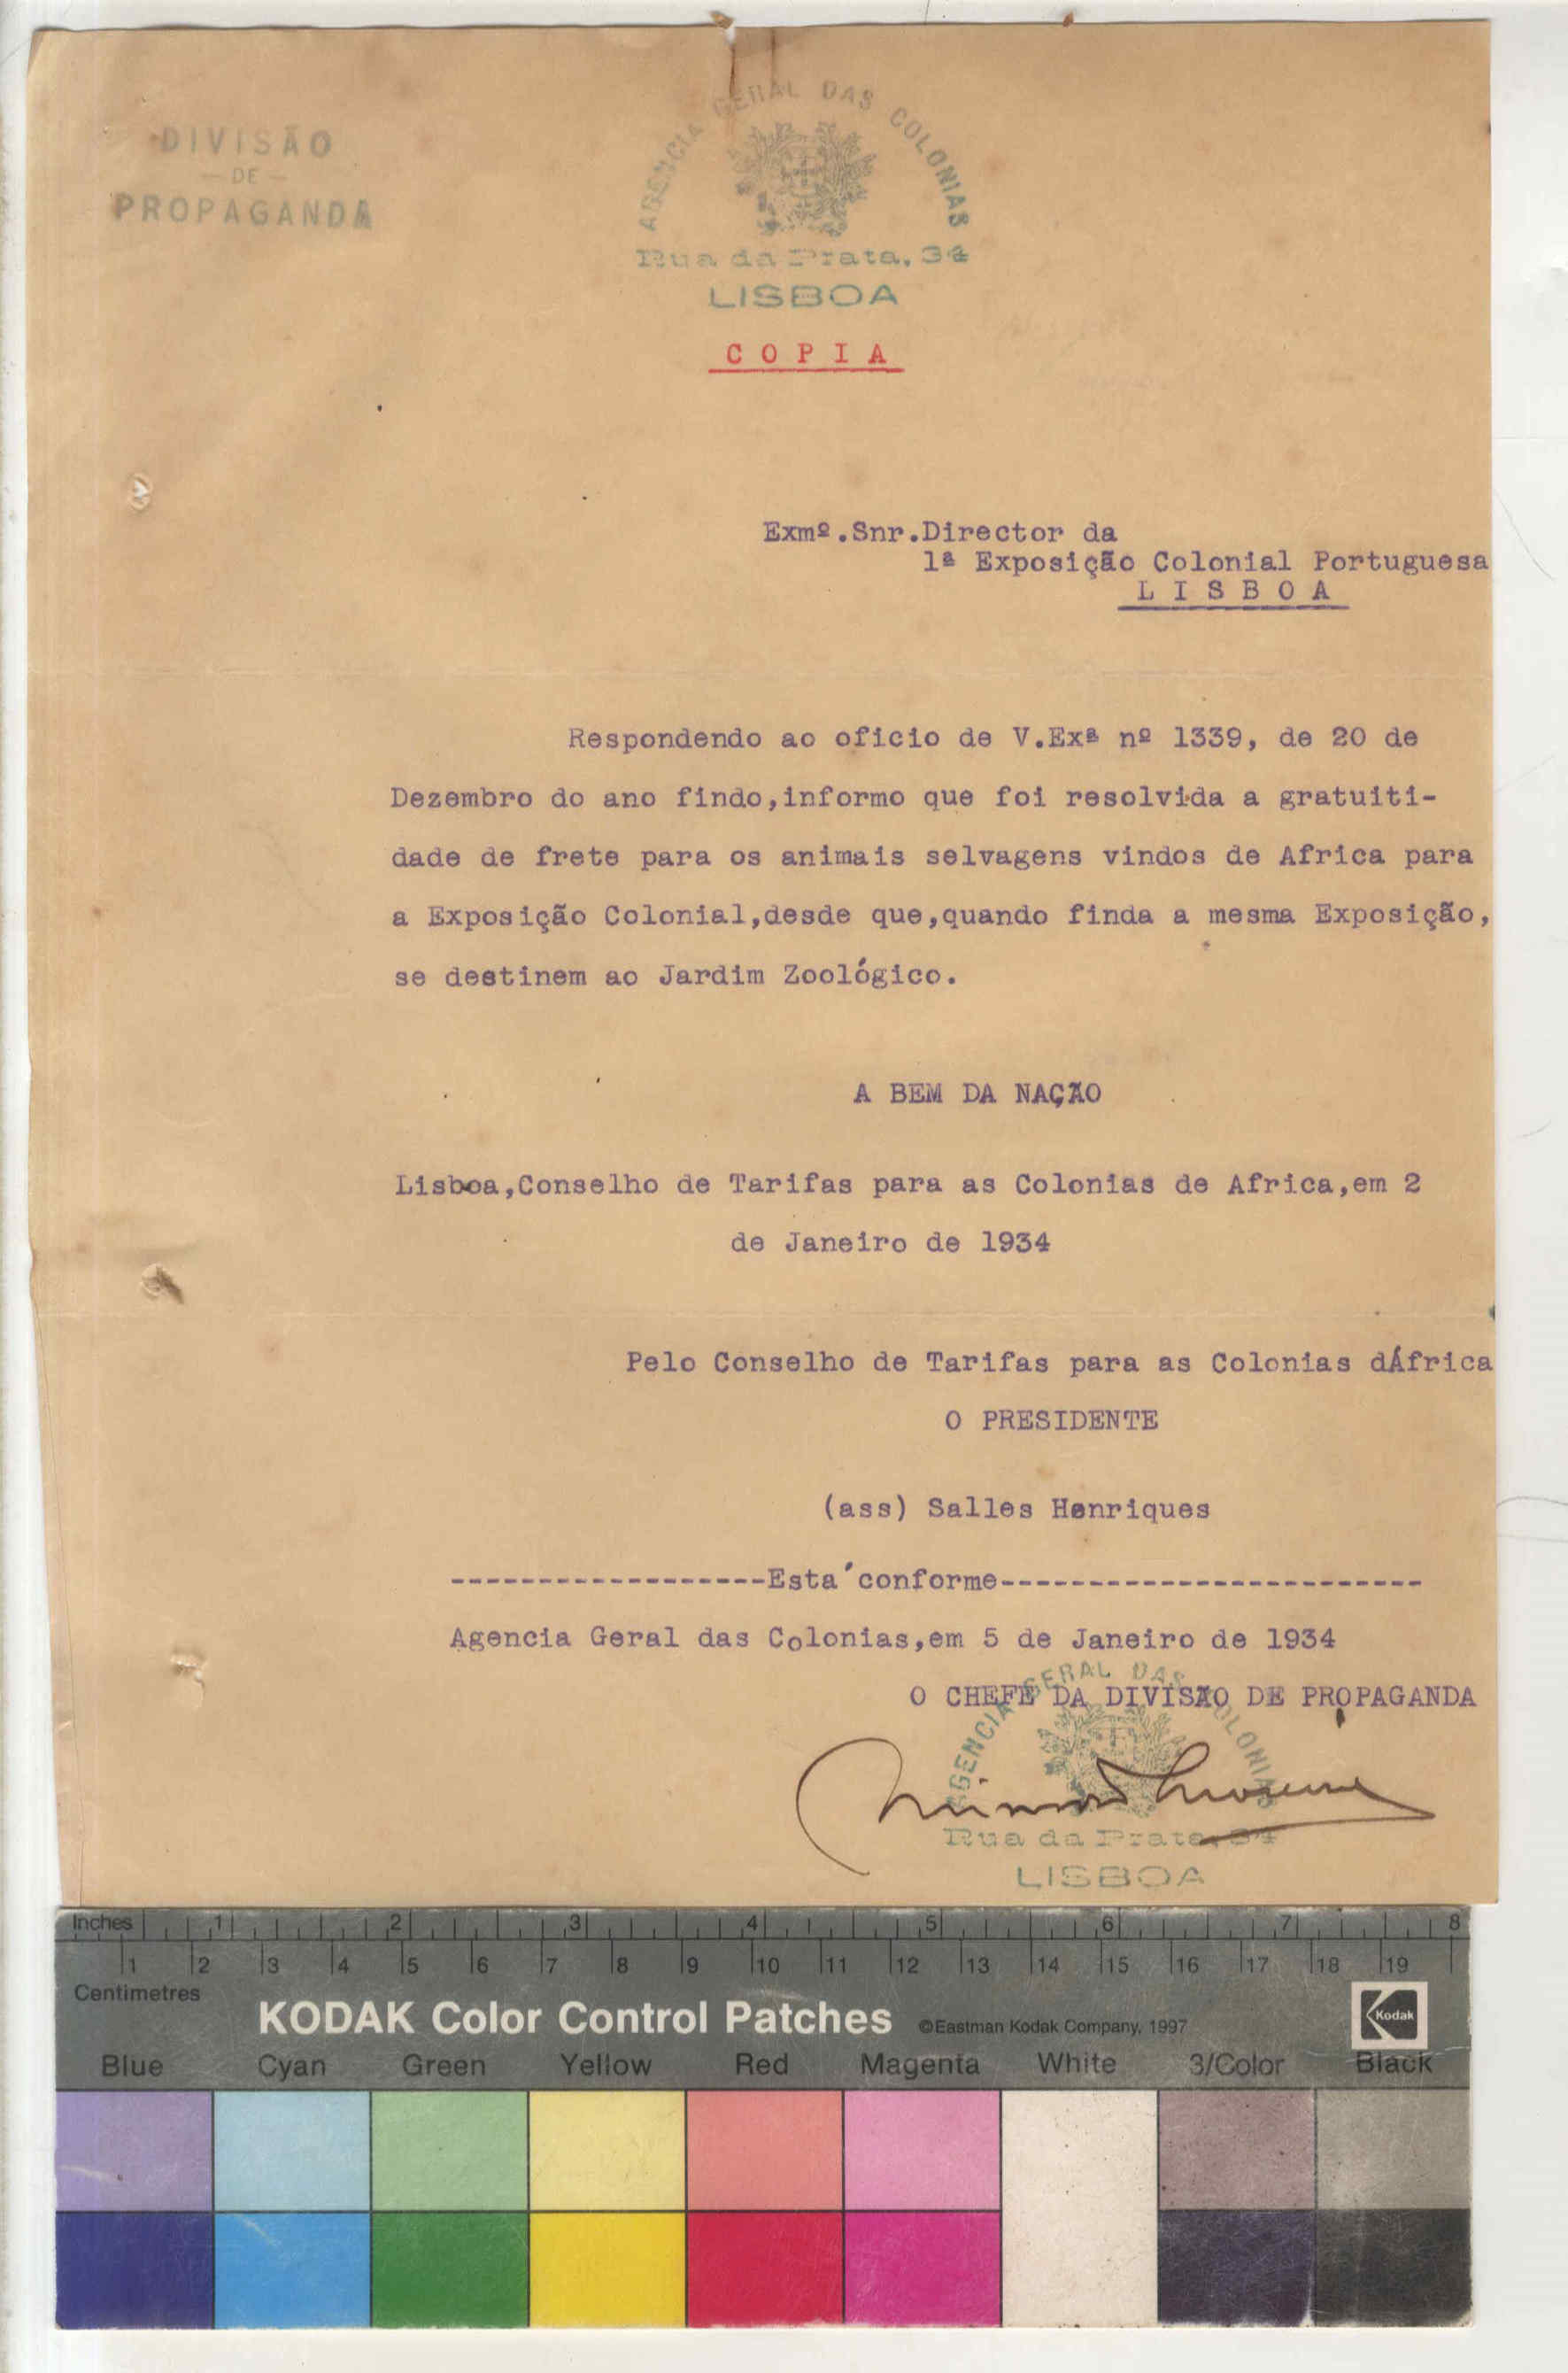 DIVISÃO
— DE —
PROPAGANDA
AGENCIA GERAL DAS COLONIAS
Rua da Prata, 34
LISBOA
C O P I A
Exmº.Snr.Director da
1ª Exposição Colonial Portuguesa
L I S B O A
Respondendo ao oficio de V.Exª nº 1339, de 20 de
Dezembro do ano findo,informo que foi resolvida a gratuiti-
dade de frete para os animais selvagens vindos de Africa para
a Exposição Colonial,desde que,quando finda a mesma Exposição,
se destinem ao Jardim Zoológico.
A BEM DA NAÇÃO
Lisboa,Conselho de Tarifas para as Colonias de Africa,em 2
de Janeiro de 1934
Pelo Conselho de Tarifas para as Colonias dÁfrica
O PRESIDENTE
(ass) Salles Henriques
------------------Esta´conforme------------------------
Agencia Geral das Colonias,em 5 de Janeiro de 1934
O CHEFE DA DIVISÃO DE PROPAGANDA
AGENCIA GERAL DAS COLONIAS
Rua da Prata, 34
LISBOA
Inches 1 2 3 4 5 6 7 8
1 2 3 4 5 6 7 8 9 10 11 12 13 14 15 16 17 18 19
Centimetres
KODAK Color Control Patches ©Eastman Kodak Company, 1997 Kodak
Blue Cyan Green Yellow Red Magenta White 3/Color Black